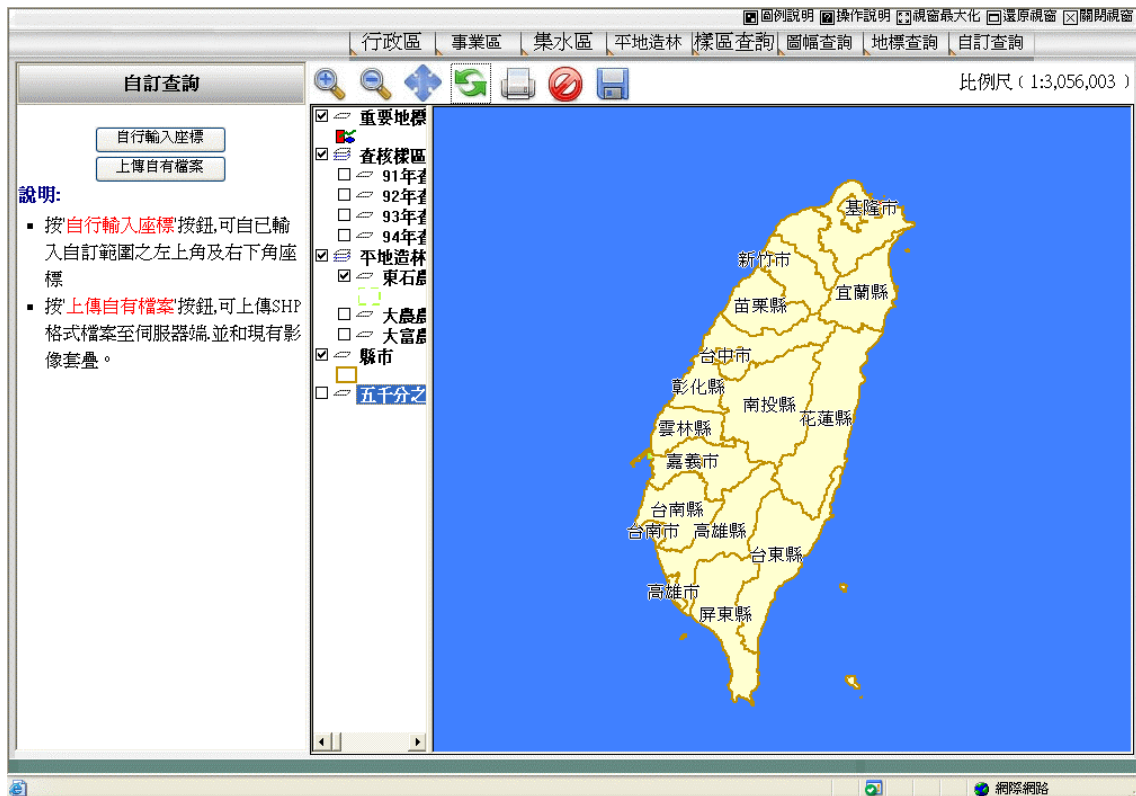 圖例說明 操作說明 視窗最大化 還原視窗 關閉視窗
行政區 事業區 集水區 平地造林 樣區查詢 圖幅查詢 地標查詢 自訂查詢
自訂查詢
比例尺﹙1:3,056,003﹚
自行輸入座標
上傳自有檔案
說明:
按'自行輸入座標'按鈕,可自已輸
入自訂範圍之左上角及右下角座
標
按'上傳自有檔案'按鈕,可上傳SHP
格式檔案至伺服器端,並和現有影
像套疊。
重要地標
查核樣區
91年查
92年查
93年查
94年查
平地造林
東石農
大農農
大富農
縣市
五千分之
基隆市
新竹市
宜蘭縣
苗栗縣
台中市
彰化縣
南投縣
花蓮縣
雲林縣
嘉義市
台南縣
台南市
高雄縣
台東縣
高雄市
屏東縣
網際網路